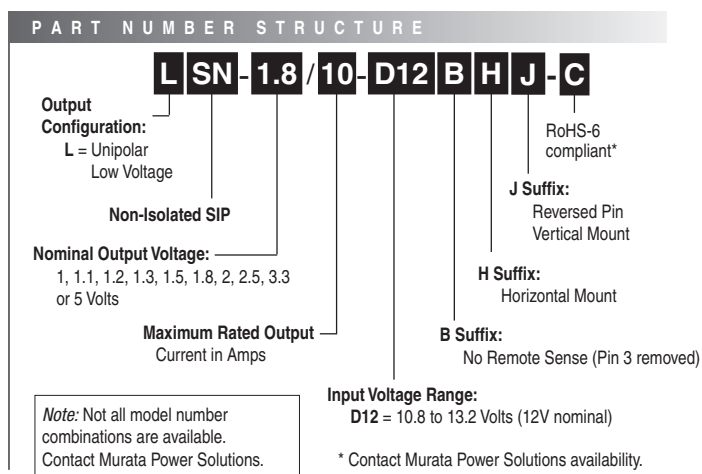 PART NUMBER STRUCTURE
L SN-1.8/10-D12 B H J-C
Output
Configuration:
L = Unipolar
Low Voltage
RoHS-6
compliant*
J Suffix:
Reversed Pin
Vertical Mount
Non-Isolated SIP
Nominal Output Voltage:
1, 1.1, 1.2, 1.3, 1.5, 1.8, 2, 2.5, 3.3
or 5 Volts
H Suffix:
Horizontal Mount
Maximum Rated Output
Current in Amps
B Suffix:
No Remote Sense (Pin 3 removed)
Input Voltage Range:
D12 = 10.8 to 13.2 Volts (12V nominal)
Note: Not all model number
combinations are available.
Contact Murata Power Solutions.
* Contact Murata Power Solutions availability.